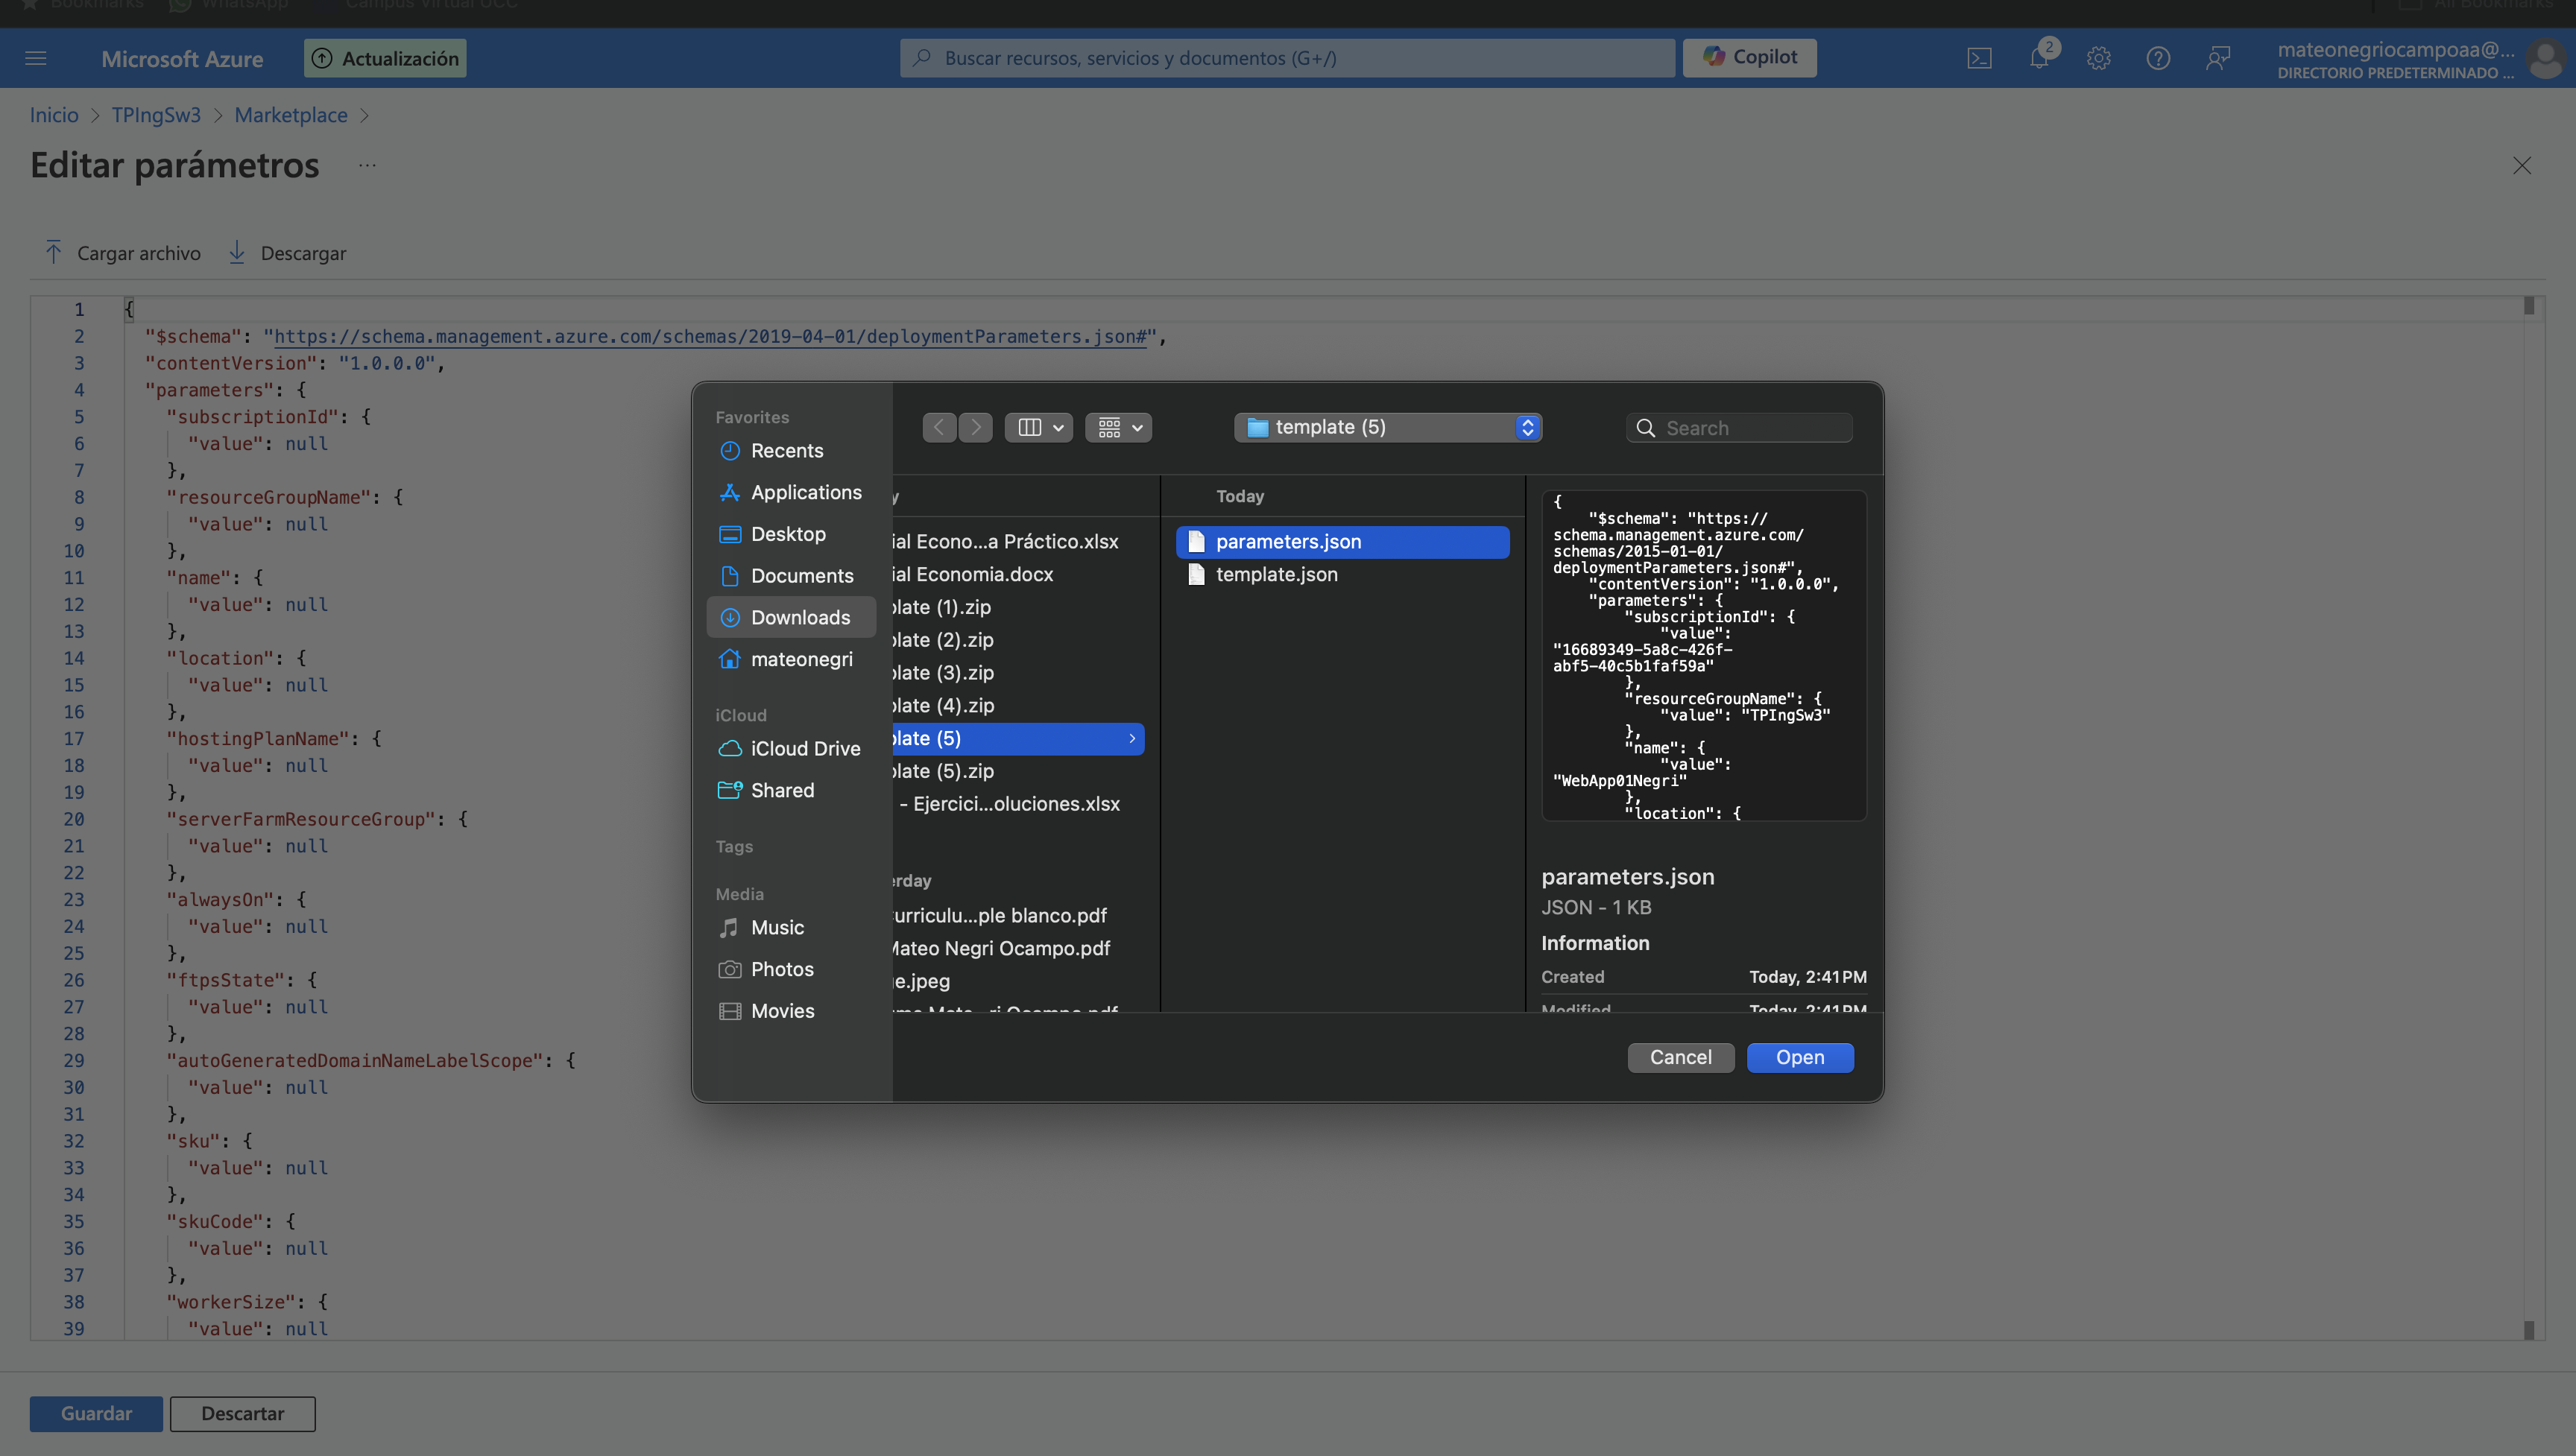 Bookmarks
WhatsApp
Campus Virtual UCC
All Bookmarks
Microsoft Azure
Actualización
Buscar recursos, servicios y documentos (G+/)
Copilot
2
mateonegriocampoaa@...
DIRECTORIO PREDETERMINADO ...
Inicio > TPIngSw3 > Marketplace >
Editar parámetros ...
Cargar archivo
Descargar
1 {
2 "$schema": "https://schema.management.azure.com/schemas/2019-04-01/deploymentParameters.json#",
3 "contentVersion": "1.0.0.0",
4 "parameters": {
5 "subscriptionId": {
6 "value": null
7 },
8 "resourceGroupName": {
9 "value": null
10 },
11 "name": {
12 "value": null
13 },
14 "location": {
15 "value": null
16 },
17 "hostingPlanName": {
18 "value": null
19 },
20 "serverFarmResourceGroup": {
21 "value": null
22 },
23 "alwaysOn": {
24 "value": null
25 },
26 "ftpsState": {
27 "value": null
28 },
29 "autoGeneratedDomainNameLabelScope": {
30 "value": null
31 },
32 "sku": {
33 "value": null
34 },
35 "skuCode": {
36 "value": null
37 },
38 "workerSize": {
39 "value": null
Guardar
Descartar
Favorites
Recents
Applications
Desktop
Documents
Downloads
mateonegri
iCloud
iCloud Drive
Shared
Tags
Media
Music
Photos
Movies
template (5)
Search
y
ial Econo...a Práctico.xlsx
ial Economia.docx
plate (1).zip
plate (2).zip
plate (3).zip
plate (4).zip
plate (5)
plate (5).zip
- Ejercici...oluciones.xlsx
erday
urriculu...ple blanco.pdf
Mateo Negri Ocampo.pdf
e.jpeg
Today
parameters.json
template.json
{
"$schema": "https://
schema.management.azure.com/
schemas/2015-01-01/
deploymentParameters.json#",
"contentVersion": "1.0.0.0",
"parameters": {
"subscriptionId": {
"value":
"16689349-5a8c-426f-
abf5-40c5b1faf59a"
},
"resourceGroupName": {
"value": "TPIngSw3"
},
"name": {
"value":
"WebApp01Negri"
},
"location": {
parameters.json
JSON - 1 KB
Information
Created Today, 2:41 PM
Modified Today, 2:41 PM
Cancel
Open